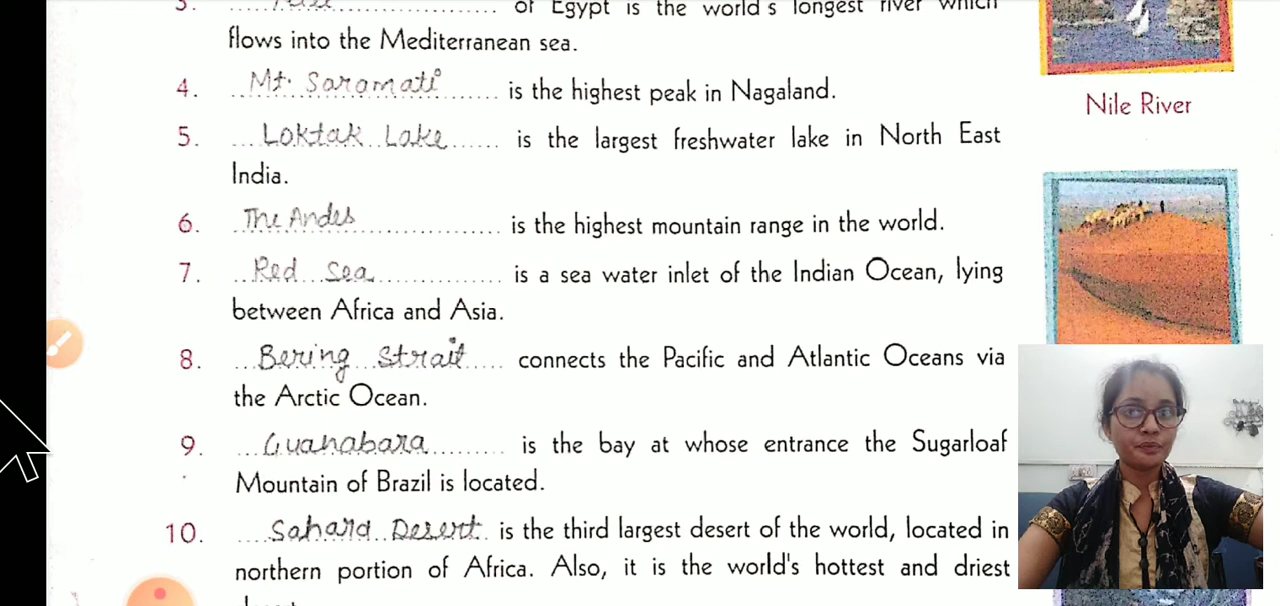 3. Nile of Egypt is the world's longest river which
flows into the Mediterranean sea.
4. Mt. Saramati is the highest peak in Nagaland.
5. Loktak Lake is the largest freshwater lake in North East
India.
6. The Andes is the highest mountain range in the world.
7. Red Sea is a sea water inlet of the Indian Ocean, lying
between Africa and Asia.
8. Bering Strait connects the Pacific and Atlantic Oceans via
the Arctic Ocean.
9. Guanabara is the bay at whose entrance the Sugarloaf
Mountain of Brazil is located.
10. Sahara Desert is the third largest desert of the world, located in
northern portion of Africa. Also, it is the world's hottest and driest
Nile River